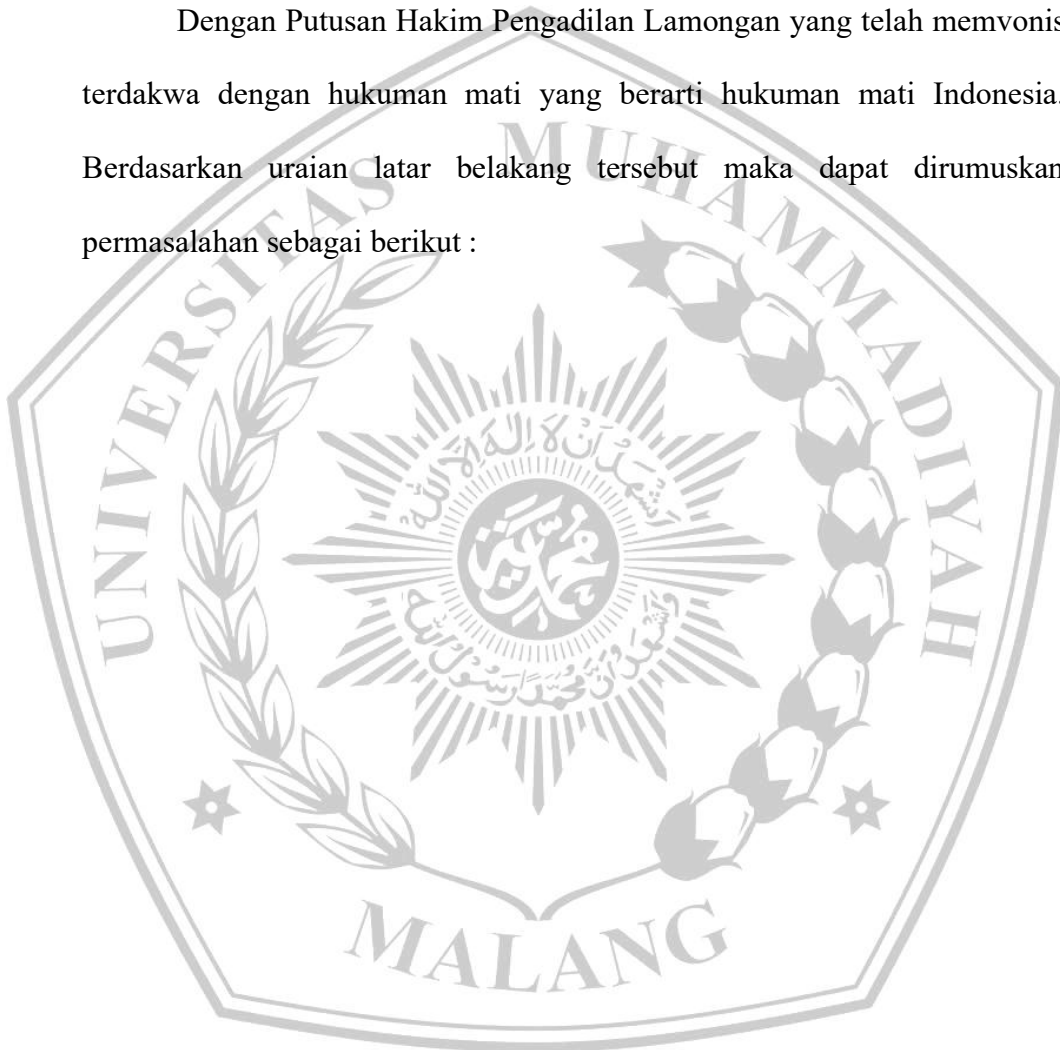 Dengan Putusan Hakim Pengadilan Lamongan yang telah memvonis
terdakwa dengan hukuman mati yang berarti hukuman mati Indonesia.
Berdasarkan uraian latar belakang tersebut maka dapat dirumuskan
permasalahan sebagai berikut :
UNIVERSITAS MUHAMMADIYAH
MALANG